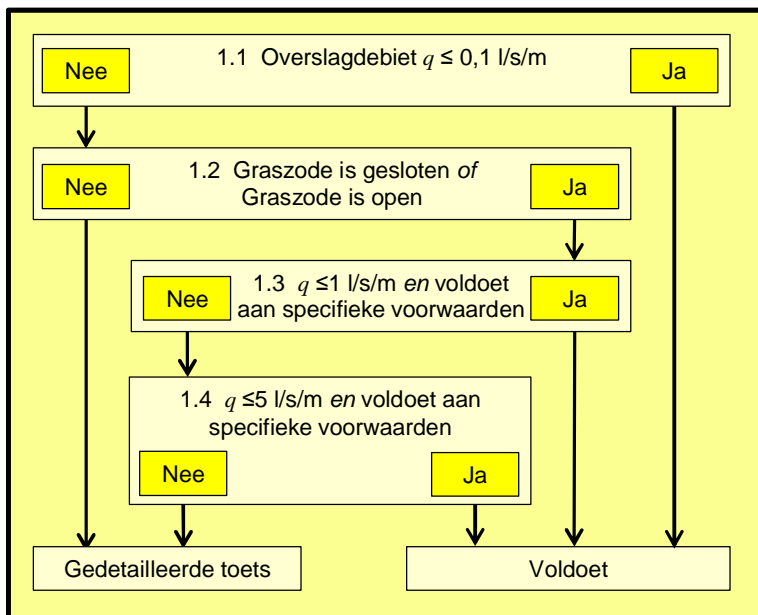 1.1 Overslagdebiet q ≤ 0,1 l/s/m
Nee
Ja
1.2 Graszode is gesloten of
Graszode is open
Nee
Ja
1.3 q ≤1 l/s/m en voldoet
aan specifieke voorwaarden
Nee
Ja
1.4 q ≤5 l/s/m en voldoet aan
specifieke voorwaarden
Nee
Ja
Gedetailleerde toets
Voldoet